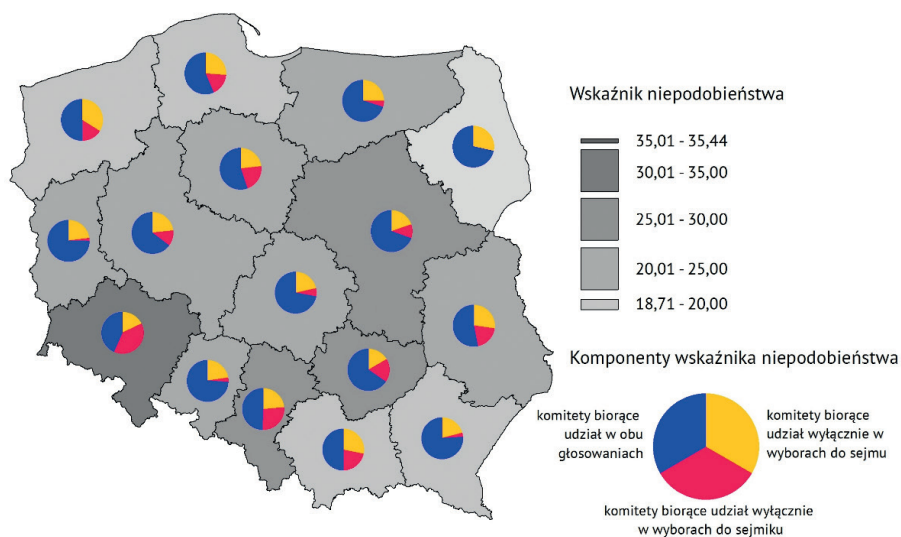 Wskaźnik niepodobieństwa
35,01 - 35,44
30,01 - 35,00
25,01 - 30,00
20,01 - 25,00
18,71 - 20,00
Komponenty wskaźnika niepodobieństwa
komitety biorące
udział w obu
głosowaniach
komitety biorące
udział wyłącznie w
wyborach do sejmu
komitety biorące udział wyłącznie
w wyborach do sejmiku